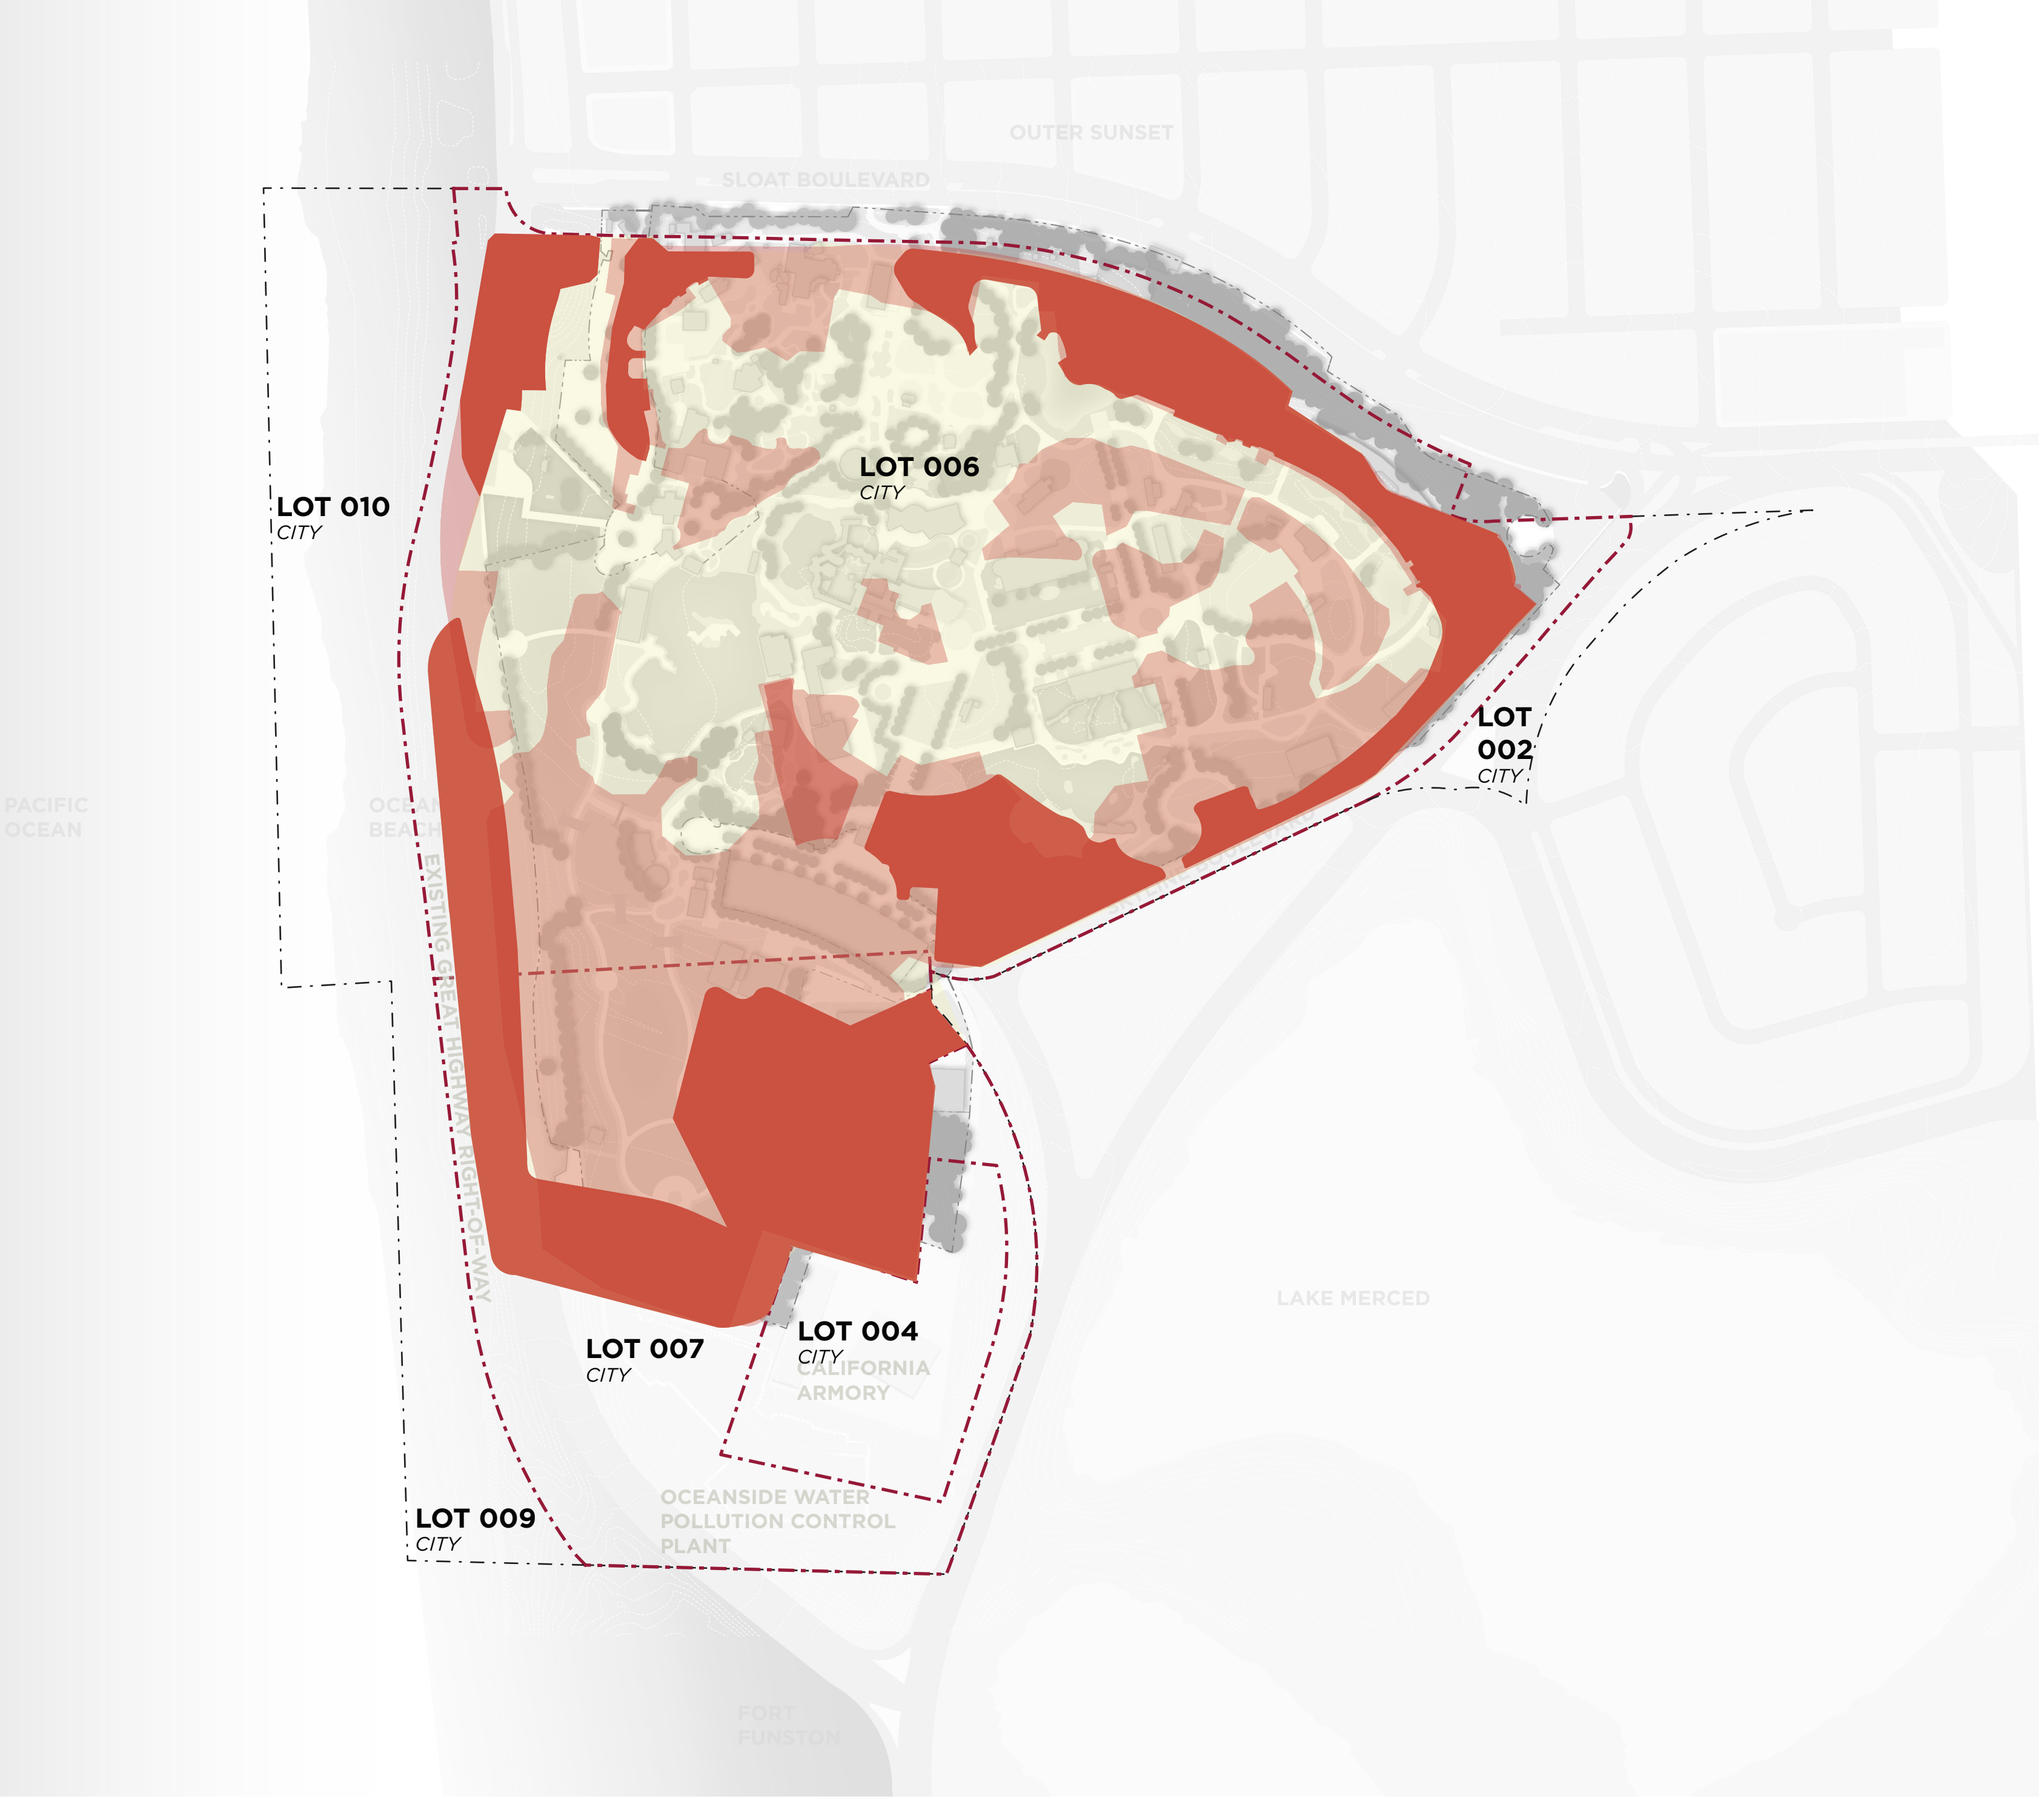 OUTER SUNSET
SLOAT BOULEVARD
LOT 006
CITY
LOT 010
CITY
LOT
002
CITY
PACIFIC
OCEAN
OCEAN
BEACH
SKYLINE BOULEVARD
EXISTING GREAT HIGHWAY RIGHT-OF-WAY
LAKE MERCED
LOT 004
CITY
CALIFORNIA
ARMORY
LOT 007
CITY
OCEANSIDE WATER
POLLUTION CONTROL
PLANT
LOT 009
CITY
FORT
FUNSTON